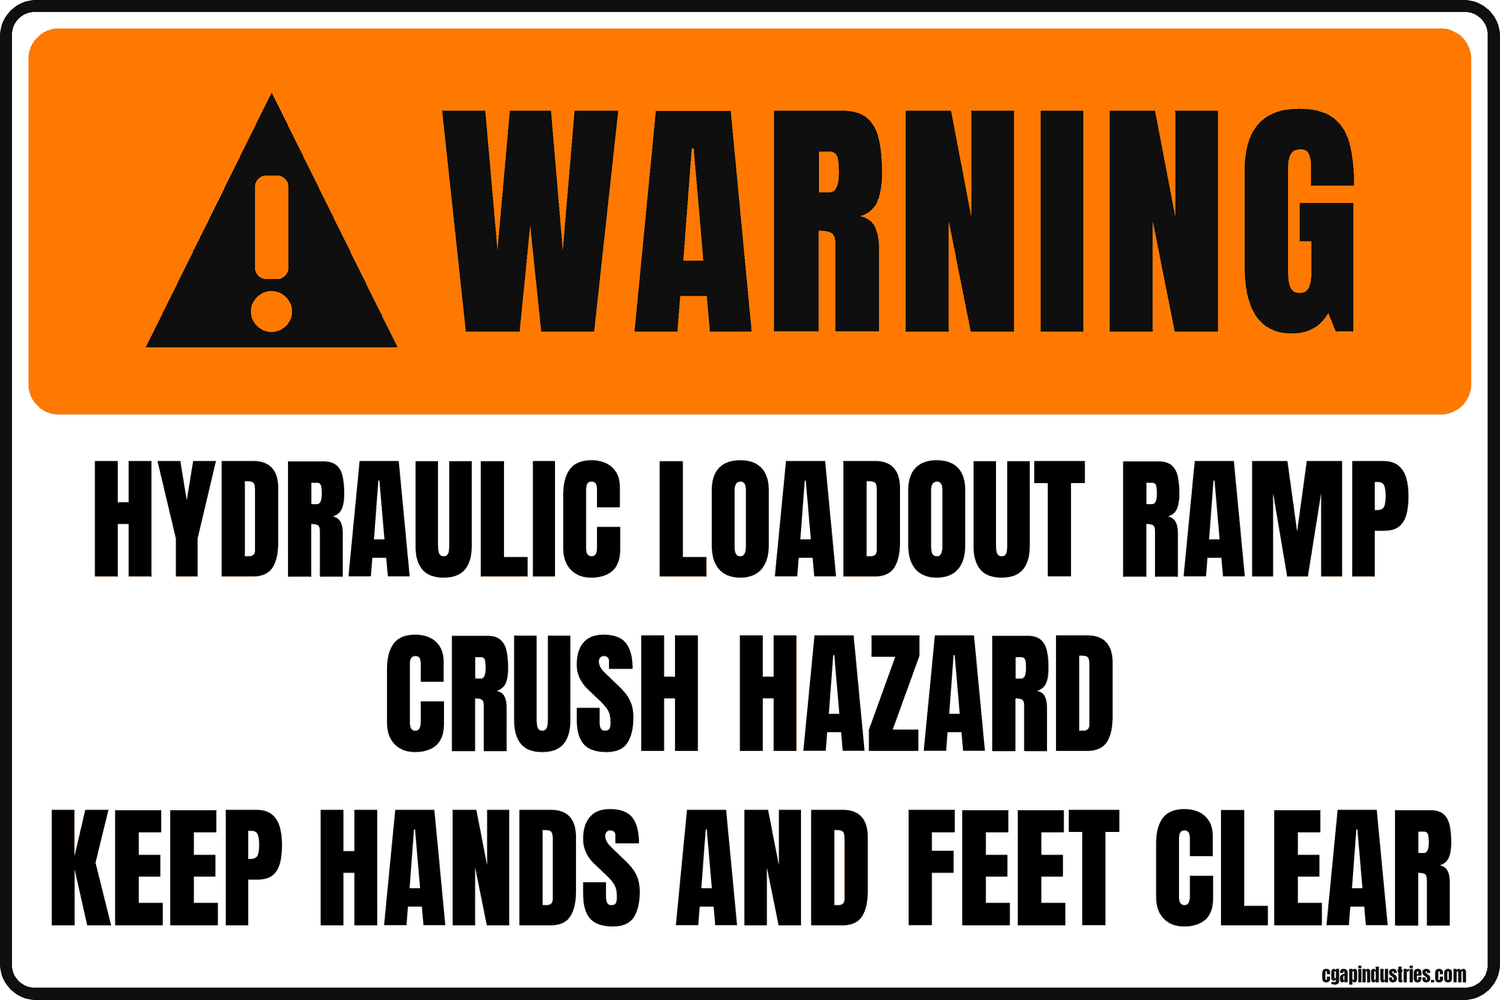 WARNING
HYDRAULIC LOADOUT RAMP
CRUSH HAZARD
KEEP HANDS AND FEET CLEAR
cgapindustries.com